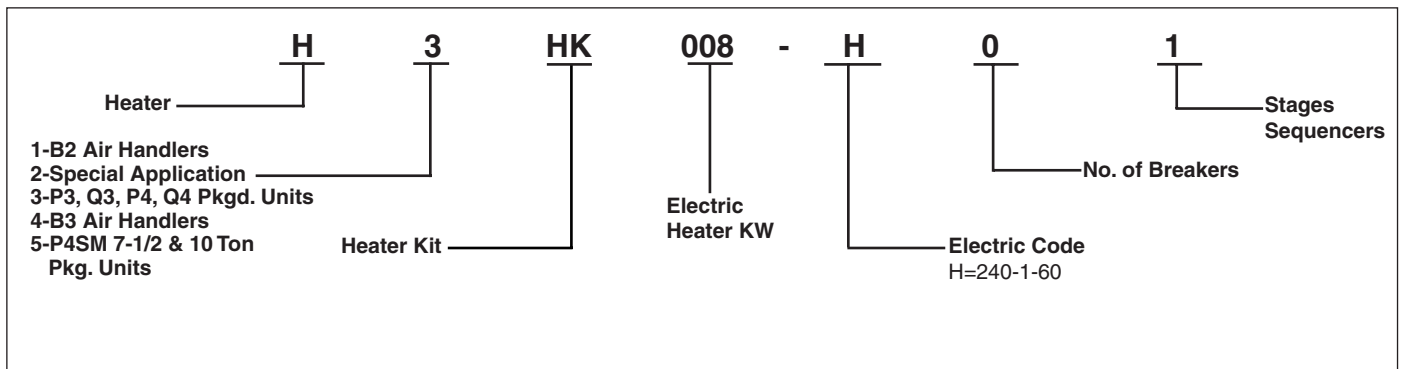 H 3 HK 008 - H 0 1
Heater
1-B2 Air Handlers
2-Special Application
3-P3, Q3, P4, Q4 Pkgd. Units
4-B3 Air Handlers
5-P4SM 7-1/2 & 10 Ton
Pkg. Units
Heater Kit
Electric
Heater KW
Electric Code
H=240-1-60
No. of Breakers
Stages
Sequencers